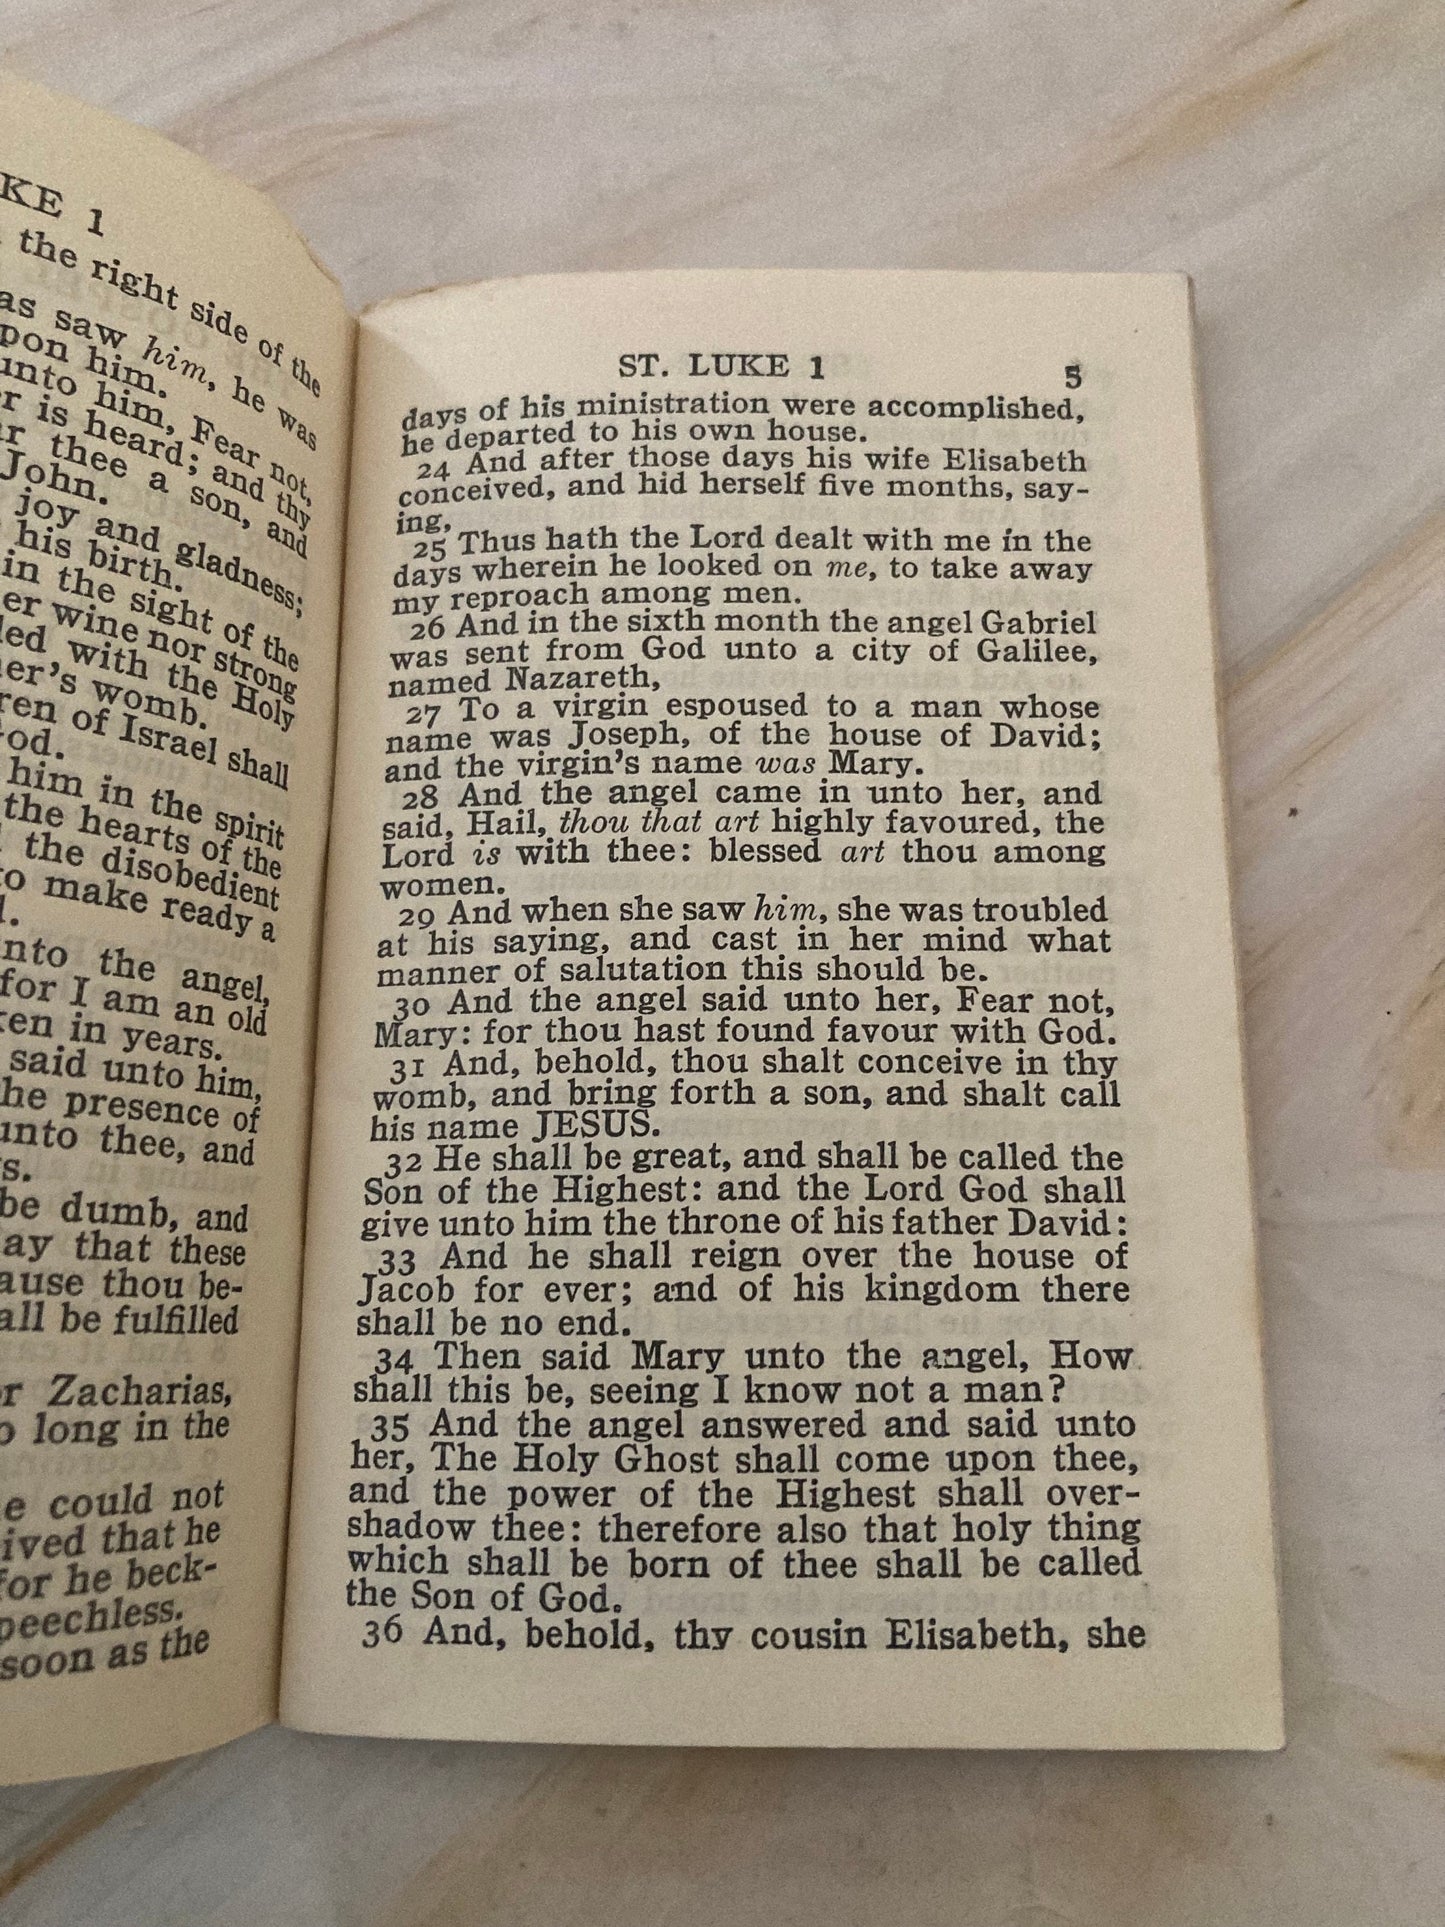 KE 1
the right side of the
as saw him, he was
pon him.
unto him, Fear not,
r is heard; and thy
r thee a son, and
John.
joy and gladness;
his birth.
in the sight of the
er wine nor strong
led with the Holy
er's womb.
ren of Israel shall
od.
him in the spirit
the hearts of the
the disobedient
to make ready a
d.
nto the angel,
for I am an old
ken in years.
said unto him,
he presence of
unto thee, and
s.
be dumb, and
ay that these
ause thou be-
all be fulfilled
or Zacharias,
o long in the
e could not
ived that he
for he beck-
peechless.
soon as the
ST. LUKE 1 5
days of his ministration were accomplished,
he departed to his own house.
24 And after those days his wife Elisabeth
conceived, and hid herself five months, say-
ing,
25 Thus hath the Lord dealt with me in the
days wherein he looked on me, to take away
my reproach among men.
26 And in the sixth month the angel Gabriel
was sent from God unto a city of Galilee,
named Nazareth,
27 To a virgin espoused to a man whose
name was Joseph, of the house of David;
and the virgin's name was Mary.
28 And the angel came in unto her, and
said, Hail, thou that art highly favoured, the
Lord is with thee: blessed art thou among
women.
29 And when she saw him, she was troubled
at his saying, and cast in her mind what
manner of salutation this should be.
30 And the angel said unto her, Fear not,
Mary: for thou hast found favour with God.
31 And, behold, thou shalt conceive in thy
womb, and bring forth a son, and shalt call
his name JESUS.
32 He shall be great, and shall be called the
Son of the Highest: and the Lord God shall
give unto him the throne of his father David:
33 And he shall reign over the house of
Jacob for ever; and of his kingdom there
shall be no end.
34 Then said Mary unto the angel, How
shall this be, seeing I know not a man?
35 And the angel answered and said unto
her, The Holy Ghost shall come upon thee,
and the power of the Highest shall over-
shadow thee: therefore also that holy thing
which shall be born of thee shall be called
the Son of God.
36 And, behold, thy cousin Elisabeth, she